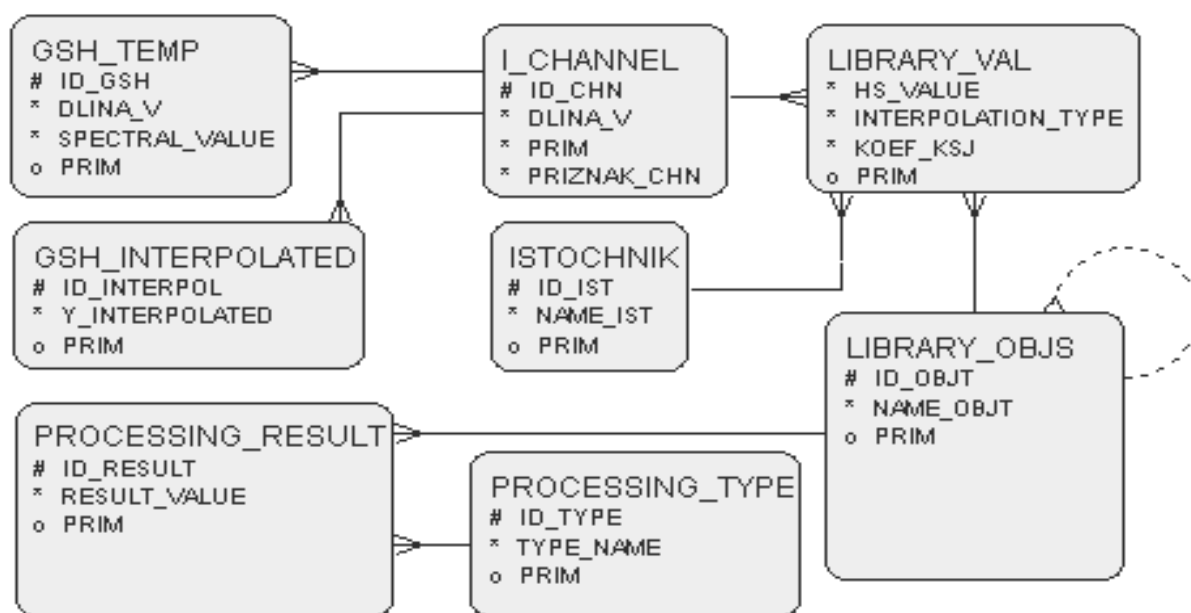 GSH_TEMP
# ID_GSH
* DLINA_V
* SPECTRAL_VALUE
o PRIM
I_CHANNEL
# ID_CHN
* DLINA_V
* PRIM
* PRIZNAK_CHN
LIBRARY_VAL
* HS_VALUE
* INTERPOLATION_TYPE
* KOEF_KSJ
o PRIM
GSH_INTERPOLATED
# ID_INTERPOL
* Y_INTERPOLATED
o PRIM
ISTOCHNIK
# ID_IST
* NAME_IST
o PRIM
LIBRARY_OBJS
# ID_OBJT
* NAME_OBJT
o PRIM
PROCESSING_RESULT
# ID_RESULT
* RESULT_VALUE
o PRIM
PROCESSING_TYPE
# ID_TYPE
* TYPE_NAME
o PRIM